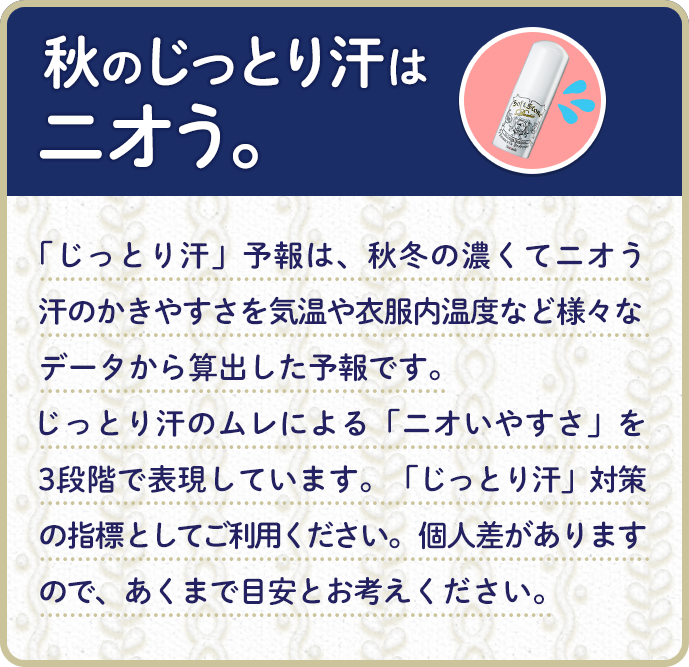 秋のじっとり汗は
ニオう。
「じっとり汗」予報は、秋冬の濃くてニオう
汗のかきやすさを気温や衣服内温度など様々な
データから算出した予報です。
じっとり汗のムレによる「ニオいやすさ」を
3段階で表現しています。「じっとり汗」対策
の指標としてご利用ください。個人差があります
ので、あくまで目安とお考えください。